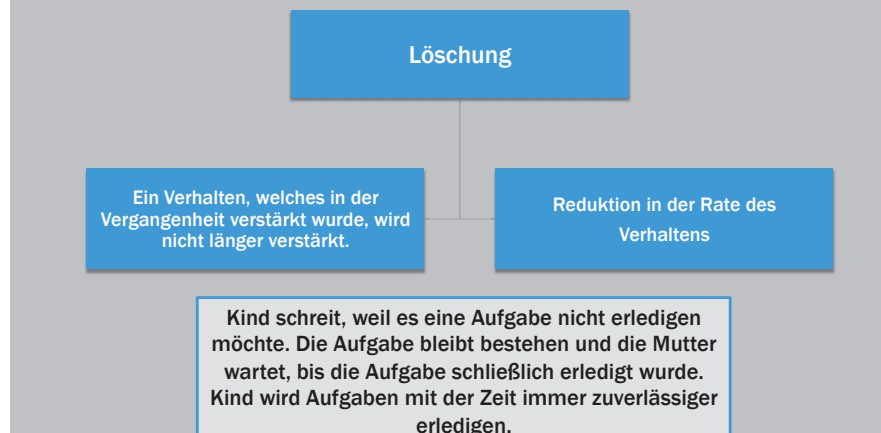 Löschung
Ein Verhalten, welches in der
Vergangenheit verstärkt wurde, wird
nicht länger verstärkt.
Reduktion in der Rate des
Verhaltens
Kind schreit, weil es eine Aufgabe nicht erledigen
möchte. Die Aufgabe bleibt bestehen und die Mutter
wartet, bis die Aufgabe schließlich erledigt wurde.
Kind wird Aufgaben mit der Zeit immer zuverlässiger
erledigen.